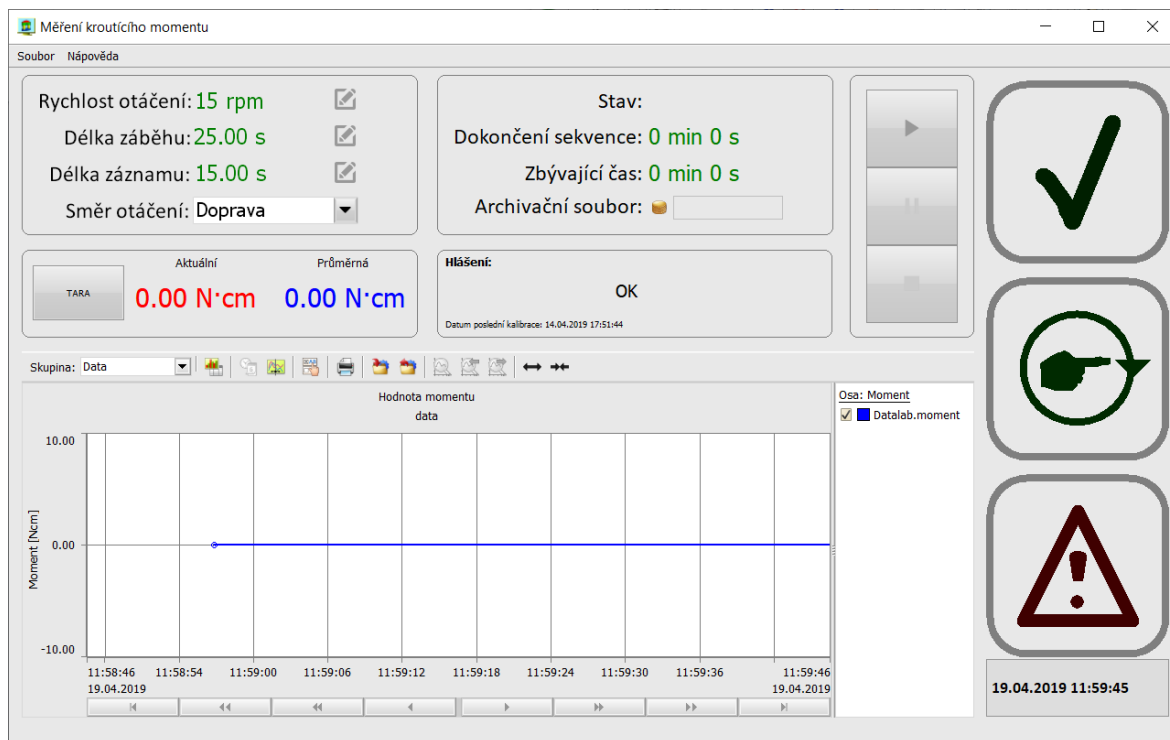 Měření kroutícího momentu
Soubor Nápověda
Rychlost otáčení: 15 rpm
Délka záběhu: 25.00 s
Délka záznamu: 15.00 s
Směr otáčení: Doprava
Stav:
Dokončení sekvence: 0 min 0 s
Zbývající čas: 0 min 0 s
Archivační soubor:
TARA
Aktuální
0.00 N·cm
Průměrná
0.00 N·cm
Hlášení:
OK
Datum poslední kalibrace: 14.04.2019 17:51:44
Skupina: Data
Hodnota momentu
data
Osa: Moment
Datalab.moment
Moment [Ncm]
10.00
0.00
-10.00
11:58:46 11:58:54 11:59:00 11:59:06 11:59:12 11:59:18 11:59:24 11:59:30 11:59:36 11:59:46
19.04.2019 19.04.2019
19.04.2019 11:59:45